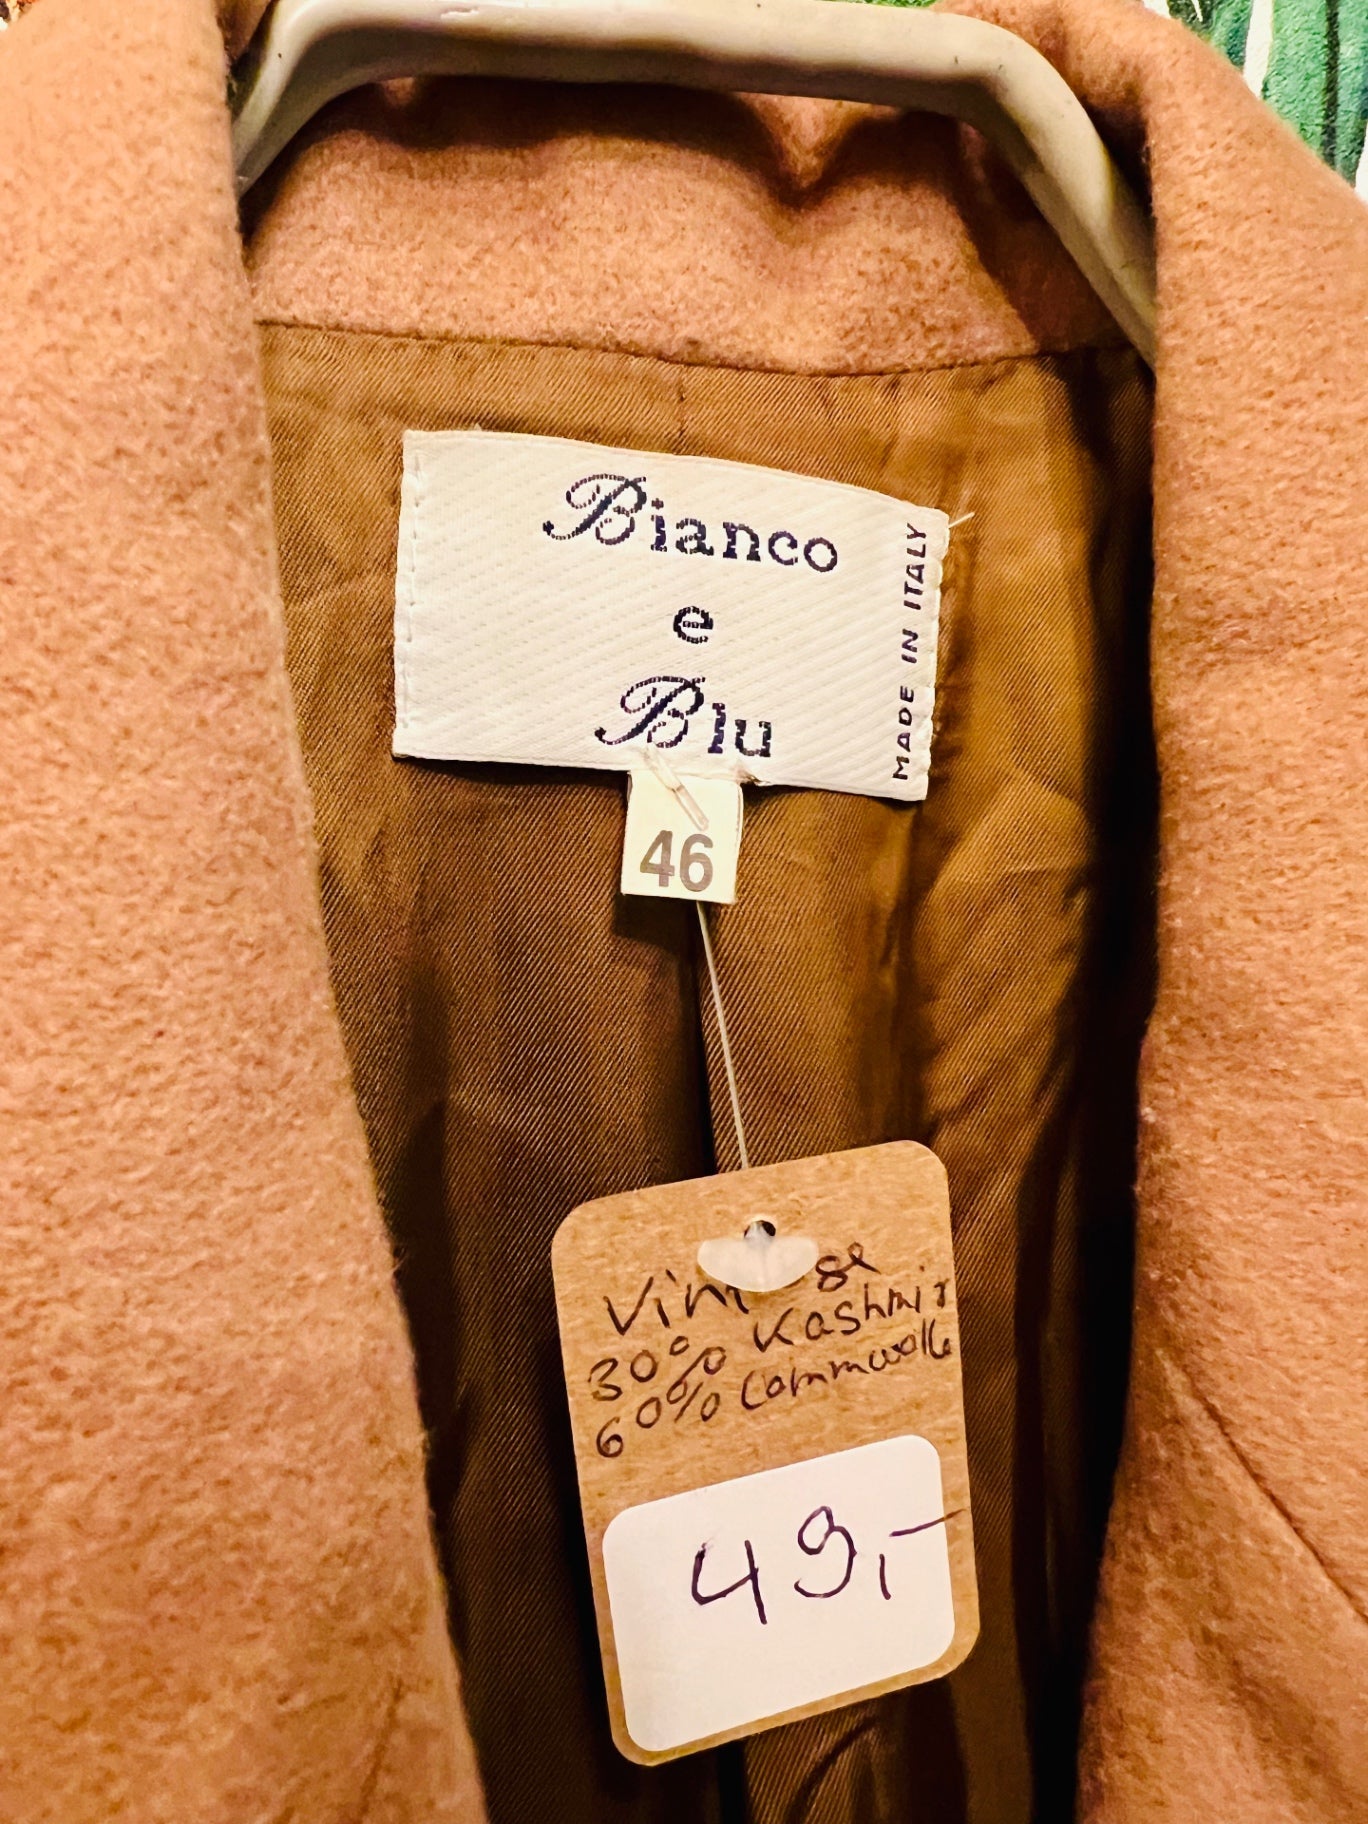 Bianco
e
Blu
MADE IN ITALY
46
30% Kashmir
60% Lammwolle
49,-